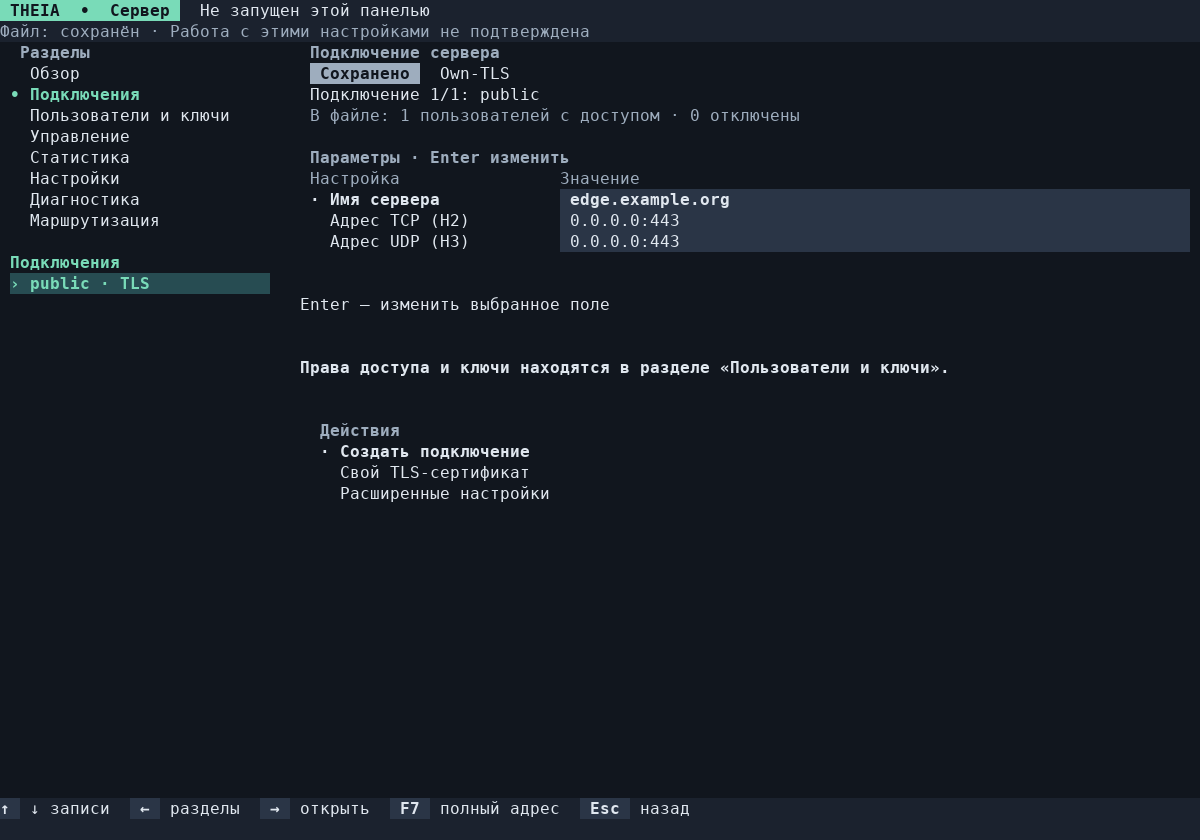 THEIA • Сервер Не запущен этой панелью
Файл: сохранён · Работа с этими настройками не подтверждена
Разделы
Обзор
• Подключения
Пользователи и ключи
Управление
Статистика
Настройки
Диагностика
Маршрутизация
Подключения
› public · TLS
Подключение сервера
Сохранено Own-TLS
Подключение 1/1: public
В файле: 1 пользователей с доступом · 0 отключены
Параметры · Enter изменить
Настройка Значение
· Имя сервера edge.example.org
Адрес TCP (H2) 0.0.0.0:443
Адрес UDP (H3) 0.0.0.0:443
Enter — изменить выбранное поле
Права доступа и ключи находятся в разделе «Пользователи и ключи».
Действия
· Создать подключение
Свой TLS-сертификат
Расширенные настройки
↑ ↓ записи ← разделы → открыть F7 полный адрес Esc назад